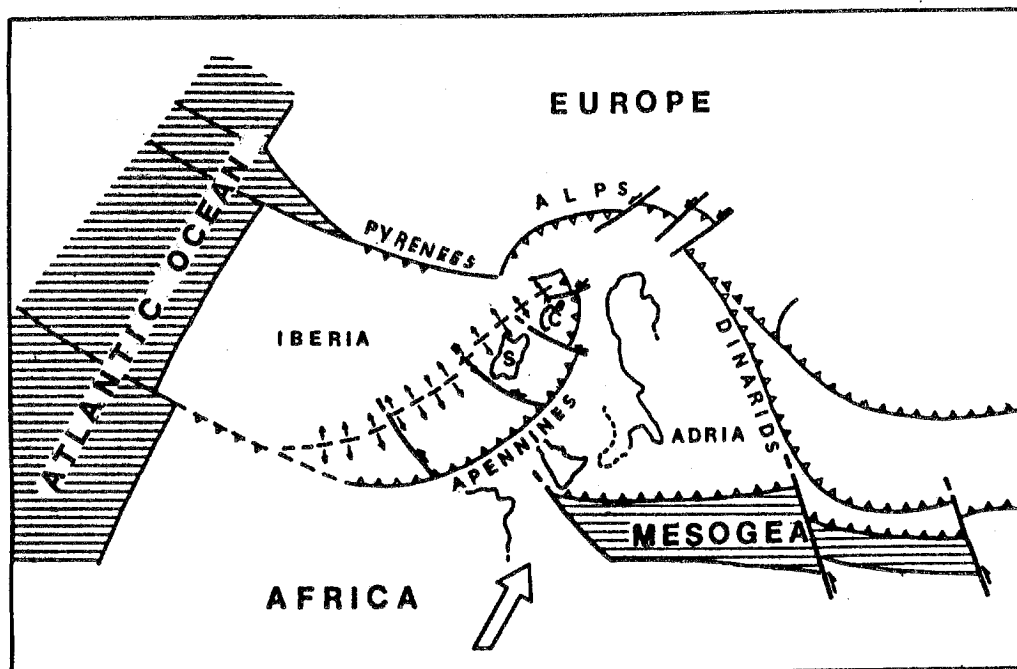 EUROPE
ALPS
ATLANTIC OCEAN
PYRENEES
IBERIA
C
S
DINARIDS
APENNINES
ADRIA
MESOGEA
AFRICA